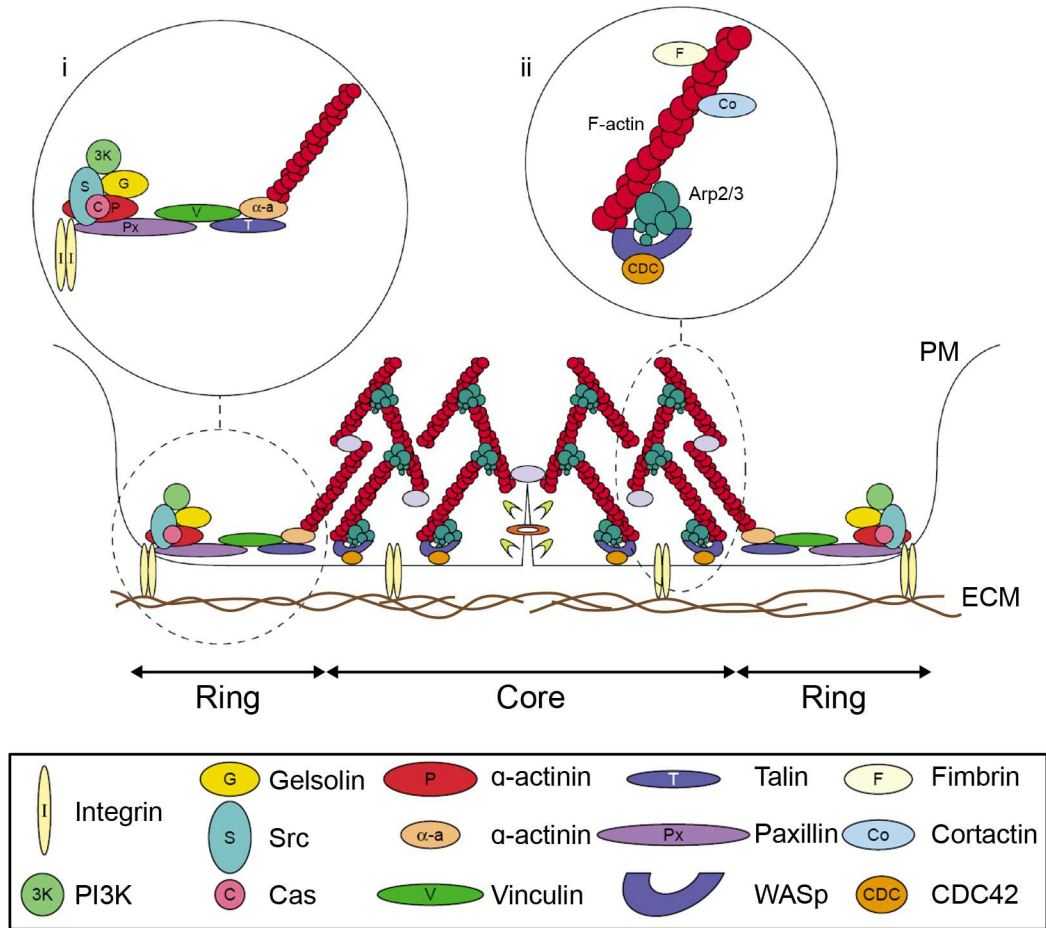 i
ii
3K
S
G
C
P
Px
V
α-a
T
I
I
F
Co
F-actin
Arp2/3
CDC
PM
ECM
Ring
Core
Ring
I
Integrin
G
Gelsolin
P
α-actinin
T
Talin
F
Fimbrin
S
Src
α-a
α-actinin
Px
Paxillin
Co
Cortactin
3K
PI3K
C
Cas
V
Vinculin
WASp
CDC
CDC42